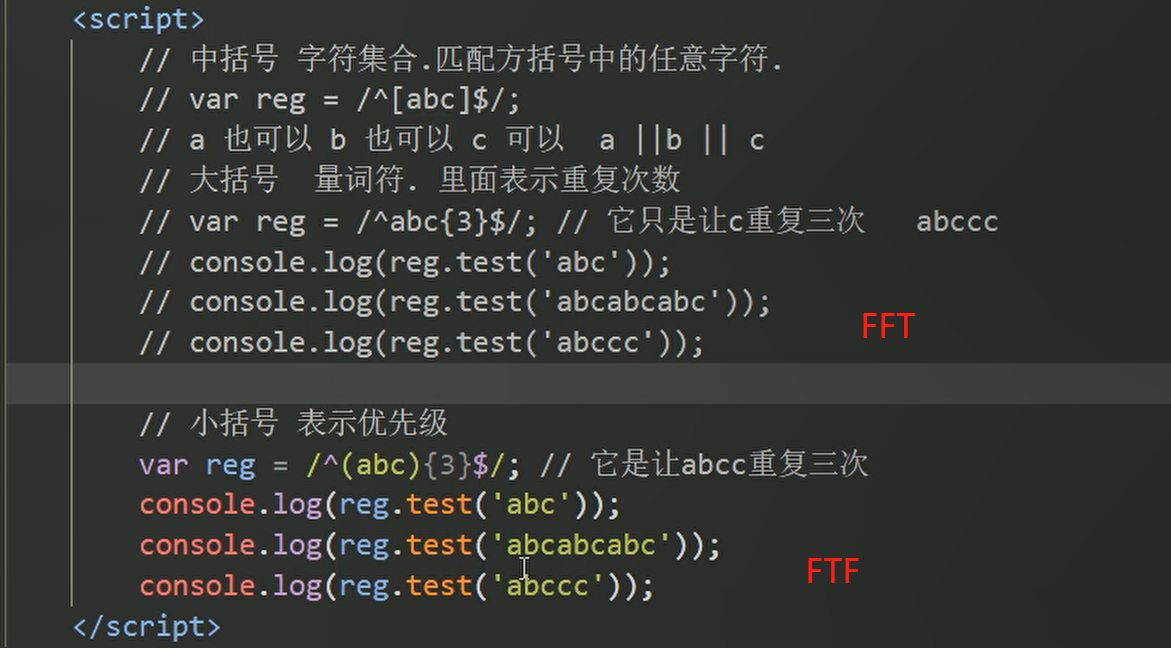 <script>
// 中括号 字符集合.匹配方括号中的任意字符.
// var reg = /^[abc]$/;
// a 也可以 b 也可以 c 可以  a ||b || c
// 大括号  量词符. 里面表示重复次数
// var reg = /^abc{3}$/; // 它只是让c重复三次   abccc
// console.log(reg.test('abc'));
// console.log(reg.test('abcabcabc'));
FFT
// console.log(reg.test('abccc'));
// 小括号 表示优先级
var reg = /^(abc){3}$/; // 它是让abcc重复三次
console.log(reg.test('abc'));
console.log(reg.test('abcabcabc'));
FTF
console.log(reg.test('abccc'));
</script>